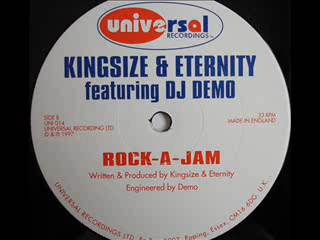 universal
RECORDINGS
KINGSIZE & ETERNITY
featuring DJ DEMO
SIDE B
UNI 014
UNIVERSAL RECORDING LTD
℗ & © 1997
33 RPM
MADE IN ENGLAND
ROCK-A-JAM
Written & Produced by Kingsize & Eternity
Engineered by Demo
UNIVERSAL RECORDINGS LTD, Epping, Essex, CM16 6OG. U.K.